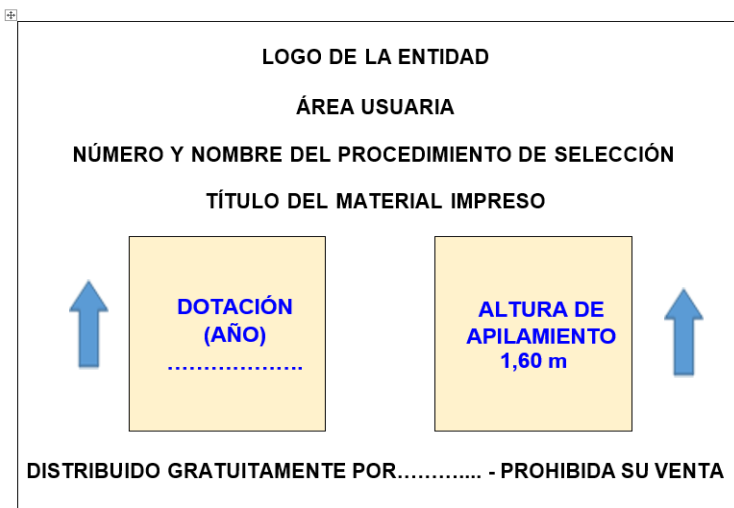 LOGO DE LA ENTIDAD
ÁREA USUARIA
NÚMERO Y NOMBRE DEL PROCEDIMIENTO DE SELECCIÓN
TÍTULO DEL MATERIAL IMPRESO
DOTACIÓN
(AÑO)
...................
ALTURA DE
APILAMIENTO
1,60 m
DISTRIBUIDO GRATUITAMENTE POR……….... - PROHIBIDA SU VENTA